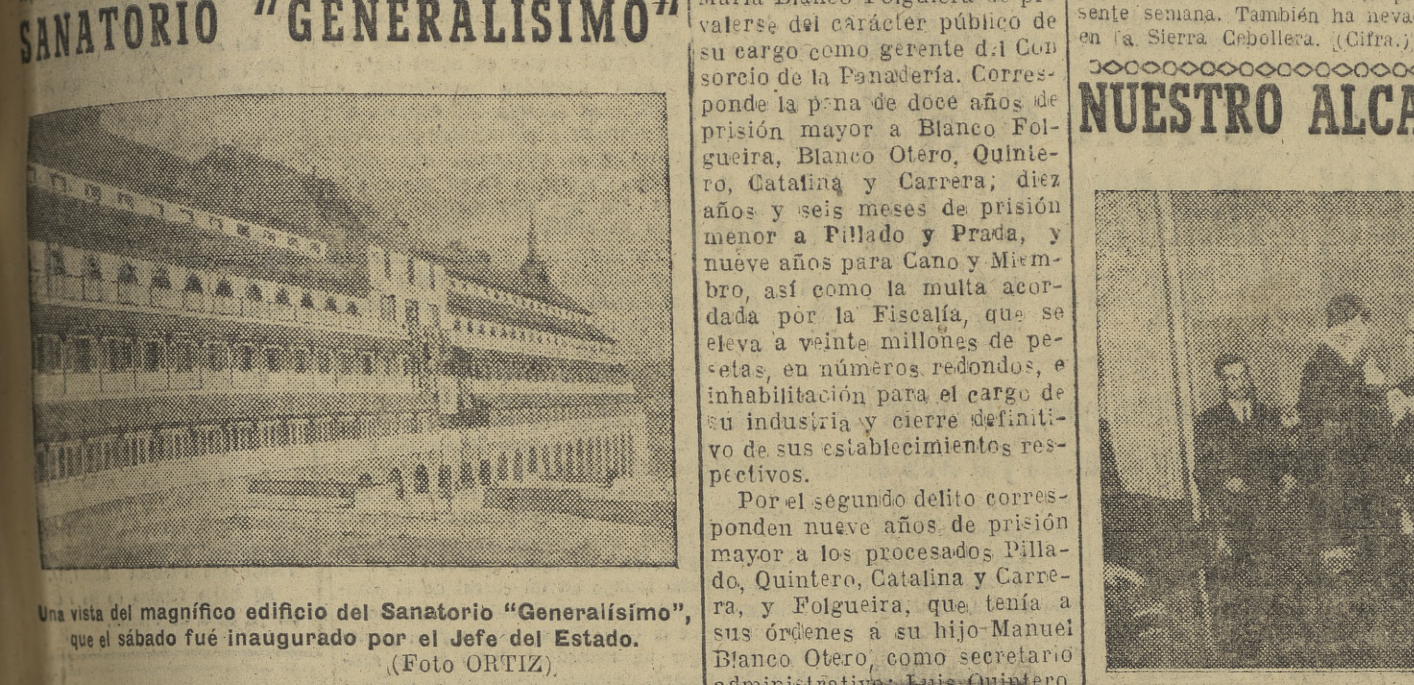 SANATORIO "GENERALISIMO"
Una vista del magnífico edificio del Sanatorio "Generalísimo",
que el sábado fué inaugurado por el Jefe del Estado.
(Foto ORTIZ)
valerse del carácter público de
su cargo como gerente del Con
sorcio de la Panadería. Corres-
ponde la pena de doce años de
prisión mayor a Blanco Fol-
gueira, Blanco Otero, Quinte-
ro, Catalina y Carrera; diez
años y seis meses de prisión
menor a Pillado y Prada, y
nueve años para Cano y Miem-
bro, así como la multa acor-
dada por la Fiscalía, que se
eleva a veinte millones de pe-
setas, en números redondos, e
inhabilitación para el cargo de
su industria y cierre definiti-
vo de sus establecimientos res-
pectivos.
Por el segundo delito corres-
ponden nueve años de prisión
mayor a los procesados Pilla-
do, Quintero, Catalina y Carre-
ra, y Folgueira, que tenía a
sus órdenes a su hijo Manuel
Blanco Otero, como secretario
administrativo; Luis Quintero
sente semana. También ha neva
en la Sierra Cebollera. (Cifra.)
NUESTRO ALCA